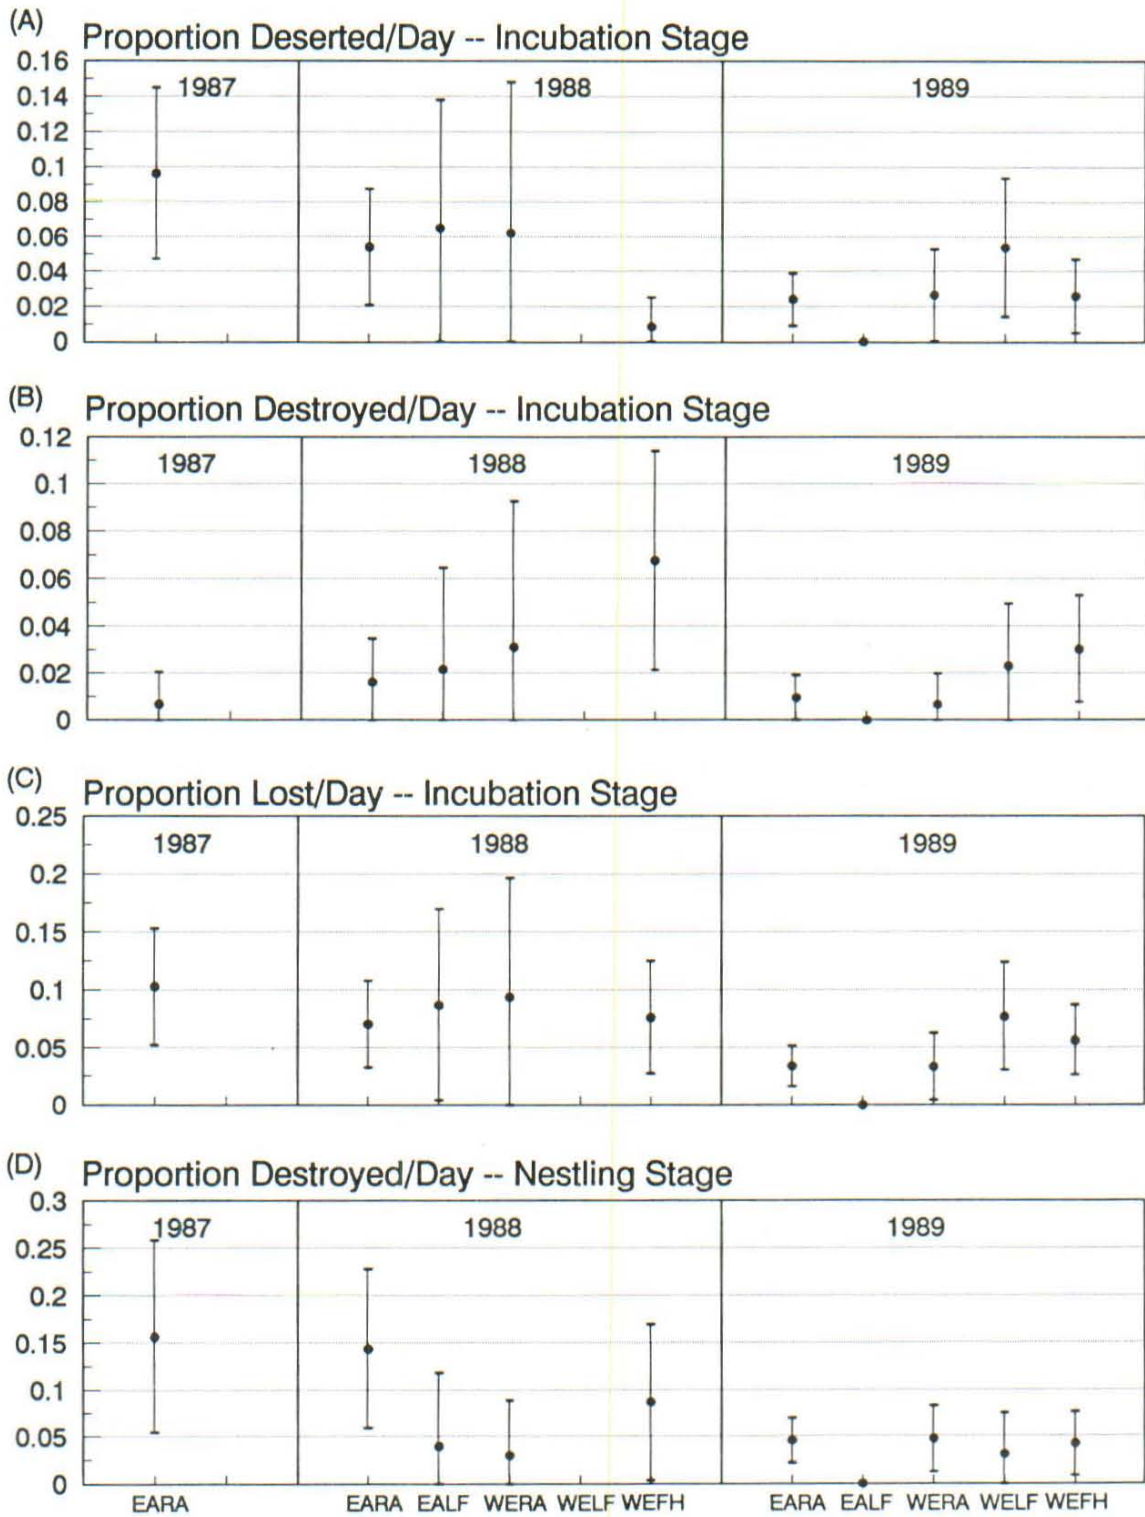 (A)
Proportion Deserted/Day -- Incubation Stage
0.16
1987 1988 1989
0.14
0.12
0.1
0.08
0.06
0.04
0.02
0
(B)
Proportion Destroyed/Day -- Incubation Stage
0.12
1987 1988 1989
0.1
0.08
0.06
0.04
0.02
0
(C)
Proportion Lost/Day -- Incubation Stage
0.25
1987 1988 1989
0.2
0.15
0.1
0.05
0
(D)
Proportion Destroyed/Day -- Nestling Stage
0.3
1987 1988 1989
0.25
0.2
0.15
0.1
0.05
0
EARA EARA EALF WERA WELF WEFH EARA EALF WERA WELF WEFH